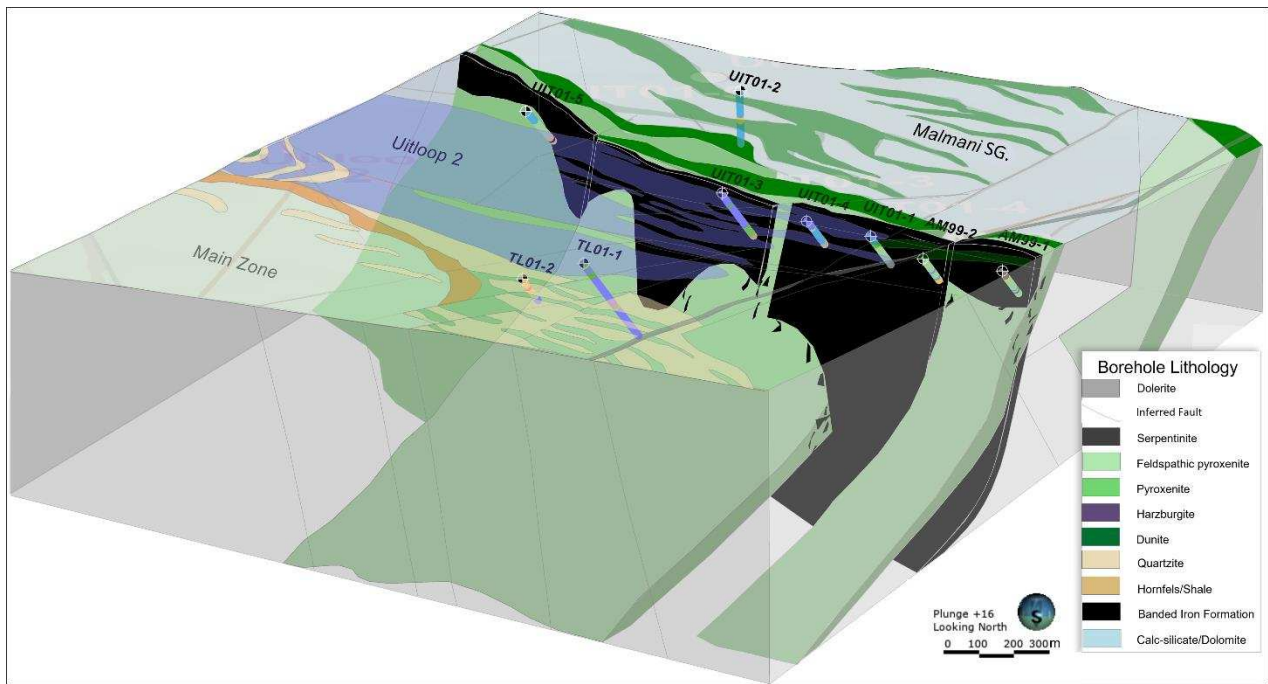 UIT01-2
UIT01-5
Malmani SG.
Uitloop 2
UIT01-3
UIT01-4
UIT01-1
AM99-2
AM99-1
TL01-1
TL01-2
Main Zone
Borehole Lithology
Dolerite
Inferred Fault
Serpentinite
Feldspathic pyroxenite
Pyroxenite
Harzburgite
Dunite
Quartzite
Hornfels/Shale
Banded Iron Formation
Calc-silicate/Dolomite
Plunge +16
Looking North
S
0 100 200 300m